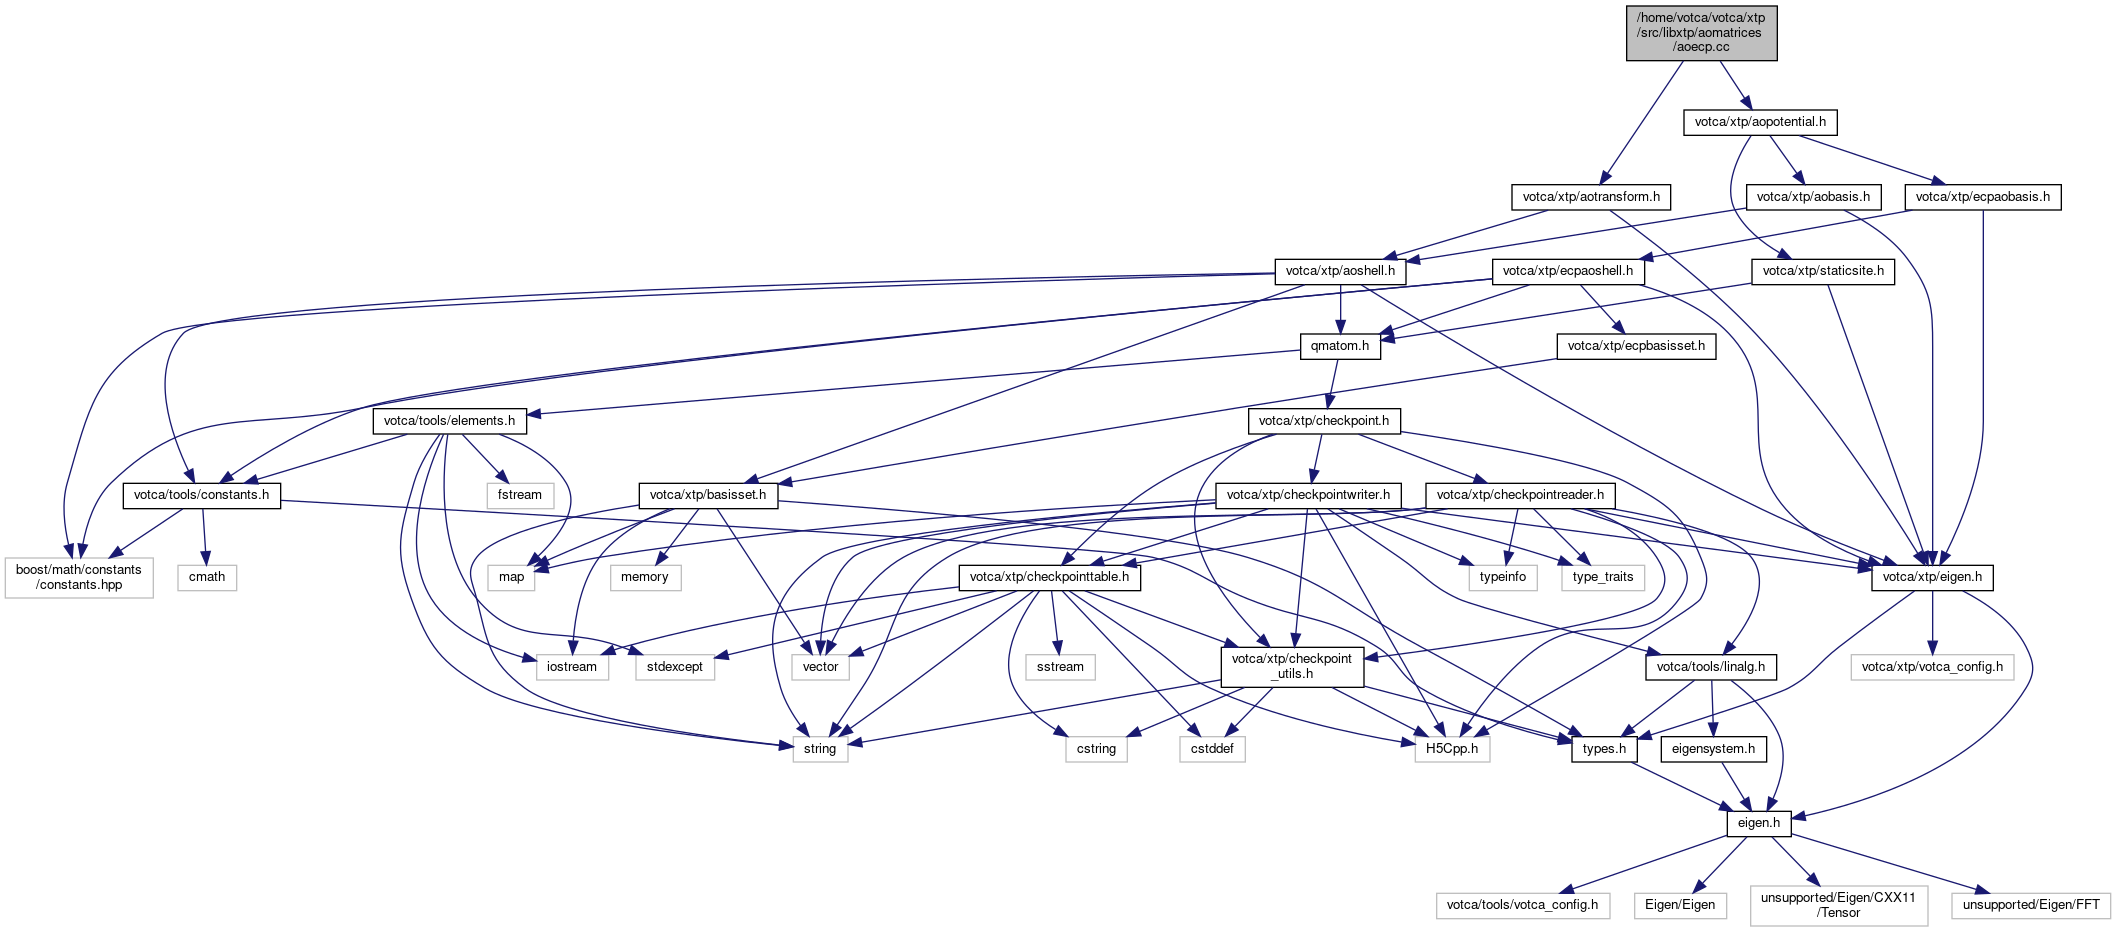 /home/votca/votca/xtp
/src/libxtp/aomatrices
/aoecp.cc
votca/xtp/aopotential.h
votca/xtp/aotransform.h
votca/xtp/aobasis.h
votca/xtp/ecpaobasis.h
votca/xtp/aoshell.h
votca/xtp/ecpaoshell.h
votca/xtp/staticsite.h
qmatom.h
votca/xtp/ecpbasisset.h
votca/tools/elements.h
votca/xtp/checkpoint.h
votca/tools/constants.h
fstream
votca/xtp/basisset.h
votca/xtp/checkpointwriter.h
votca/xtp/checkpointreader.h
boost/math/constants
/constants.hpp
cmath
map
memory
votca/xtp/checkpointtable.h
typeinfo
type_traits
votca/xtp/eigen.h
iostream
stdexcept
vector
sstream
votca/xtp/checkpoint
_utils.h
votca/tools/linalg.h
votca/xtp/votca_config.h
string
cstring
cstddef
H5Cpp.h
types.h
eigensystem.h
eigen.h
votca/tools/votca_config.h
Eigen/Eigen
unsupported/Eigen/CXX11
/Tensor
unsupported/Eigen/FFT